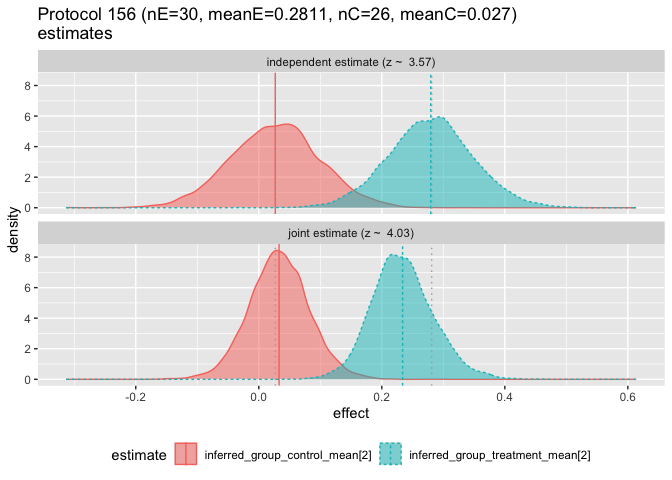 Protocol 156 (nE=30, meanE=0.2811, nC=26, meanC=0.027)
estimates
independent estimate (z ~  3.57)
8
6
4
2
0
joint estimate (z ~  4.03)
8
6
4
2
0
density
-0.2
0.0
0.2
0.4
0.6
effect
estimate
inferred_group_control_mean[2]
inferred_group_treatment_mean[2]